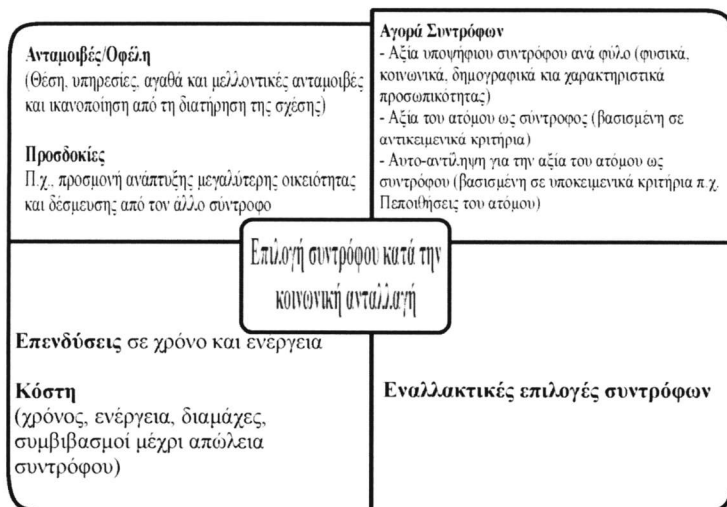 Ανταμοιβές/Οφέλη
(Θέση, υπηρεσίες, αγαθά και μελλοντικές ανταμοιβές
και ικανοποίηση από τη διατήρηση της σχέσης)
Προσδοκίες
Π.χ., προσμονή ανάπτυξης μεγαλύτερης οικειότητας
και δέσμευσης από τον άλλο σύντροφο
Αγορά Συντρόφων
- Αξία υποψήφιου συντρόφου ανά φύλο (φυσικά,
κοινωνικά, δημογραφικά κια χαρακτηριστικά
προσωπικότητας)
- Αξία του ατόμου ως σύντροφος (βασισμένη σε
αντικειμενικά κριτήρια)
- Αυτο-αντίληψη για την αξία του ατόμου ως
συντρόφου (βασισμένη σε υποκειμενικά κριτήρια π.χ.
Πεποιθήσεις του ατόμου)
Επιλογή συντρόφου κατά την
κοινωνική ανταλλαγή
Επενδύσεις σε χρόνο και ενέργεια
Κόστη
(χρόνος, ενέργεια, διαμάχες,
συμβιβασμοί μέχρι απώλεια
συντρόφου)
Εναλλακτικές επιλογές συντρόφων